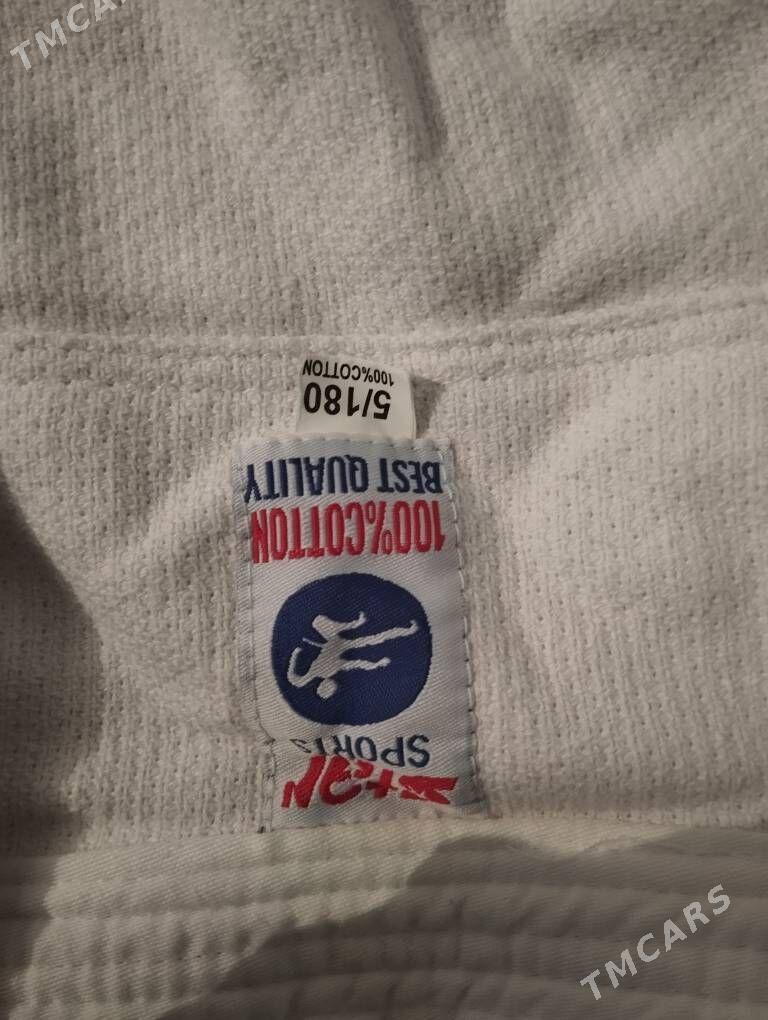 TMCARS
SPORTS
100%COTTON
BEST QUALITY
5/180
100%COTTON
TMCARS